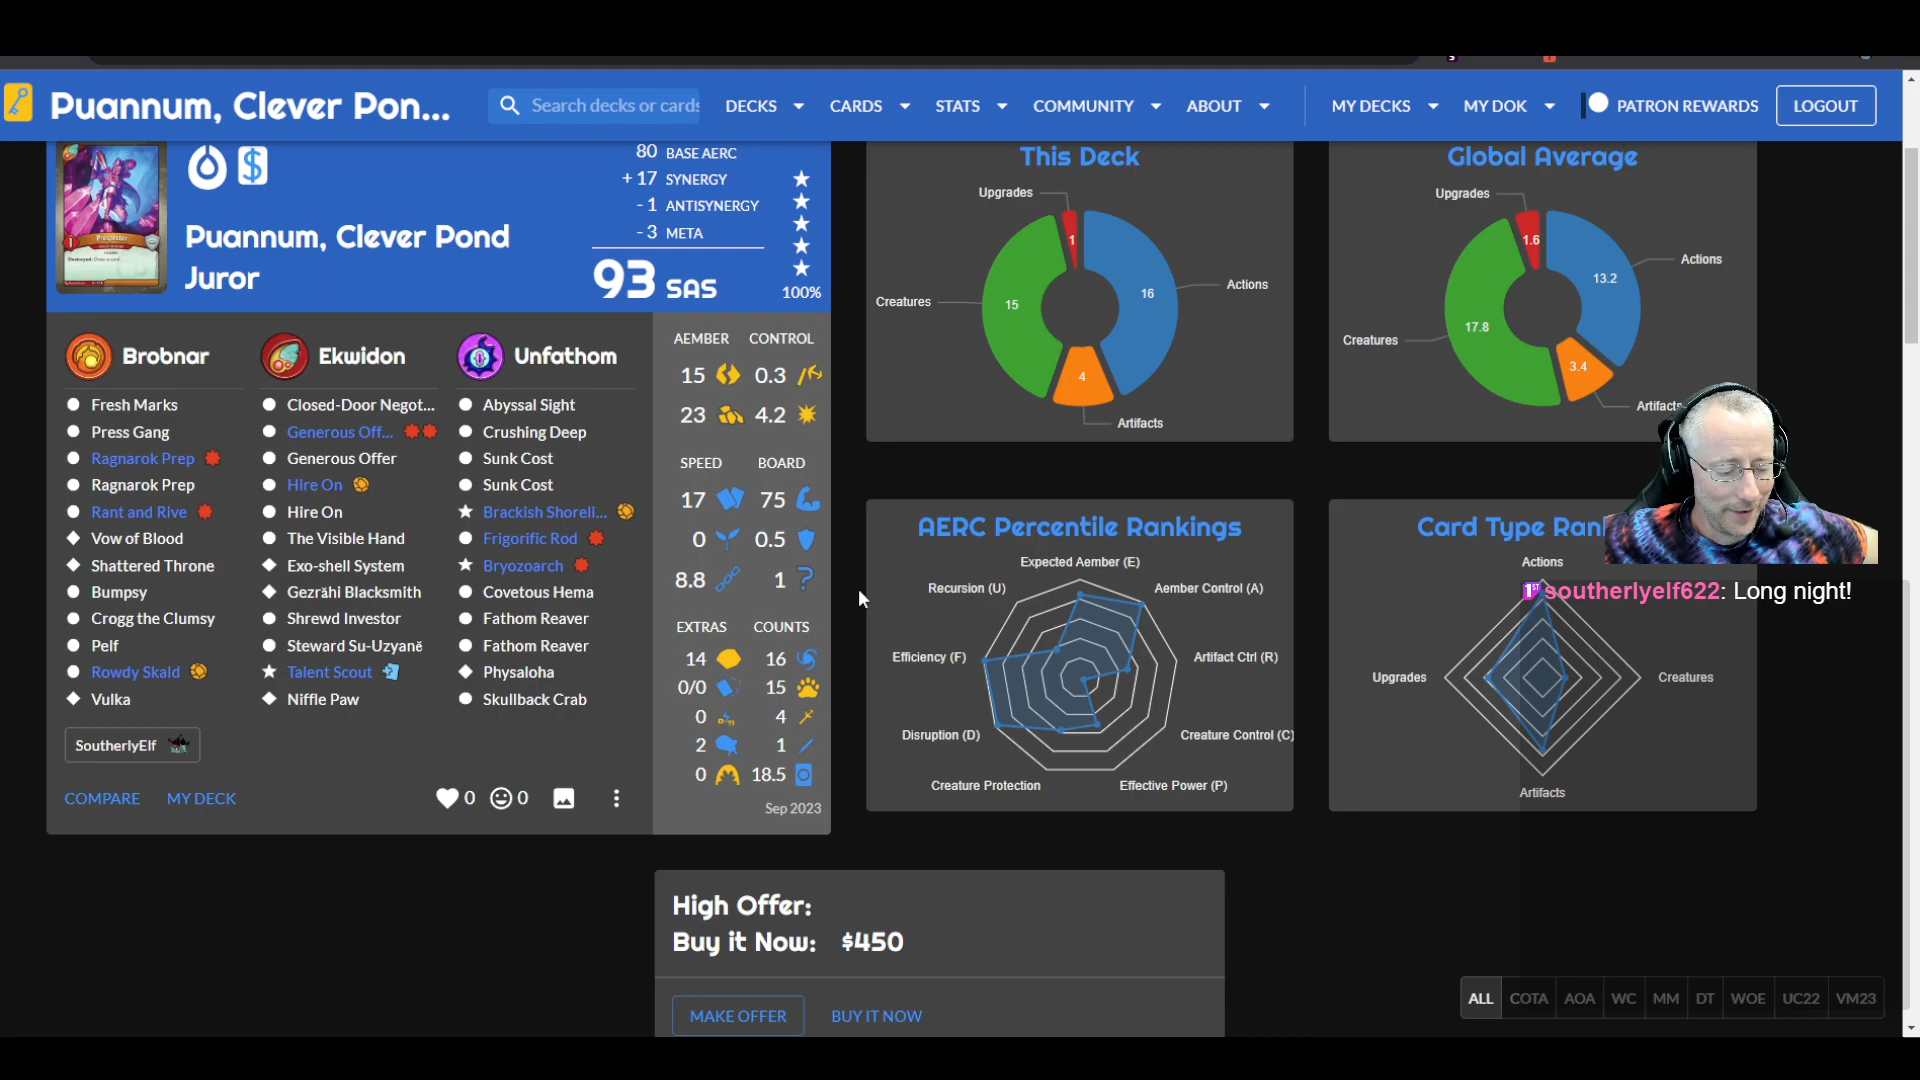 Puannum, Clever Pon...
Search decks or cards
DECKS
CARDS
STATS
COMMUNITY
ABOUT
MY DECKS
MY DOK
PATRON REWARDS
LOGOUT
80 BASE AERC
+ 17 SYNERGY
- 1 ANTISYNERGY
- 3 META
93 SAS
100%
Puannum, Clever Pond
Juror
Brobnar
Fresh Marks
Press Gang
Ragnarok Prep
Ragnarok Prep
Rant and Rive
Vow of Blood
Shattered Throne
Bumpsy
Crogg the Clumsy
Pelf
Rowdy Skald
Vulka
Ekwidon
Closed-Door Negot...
Generous Off...
Generous Offer
Hire On
Hire On
The Visible Hand
Exo-shell System
Gezrăhl Blacksmith
Shrewd Investor
Steward Su-Uzyanĕ
Talent Scout
Niffle Paw
Unfathom
Abyssal Sight
Crushing Deep
Sunk Cost
Sunk Cost
Brackish Shorell...
Frigorific Rod
Bryozoarch
Covetous Hema
Fathom Reaver
Fathom Reaver
Physaloha
Skullback Crab
AEMBER CONTROL
15 0.3
23 4.2
SPEED BOARD
17 75
0 0.5
8.8 1
EXTRAS COUNTS
14 16
0/0 15
0 4
2 1
0 18.5
Sep 2023
SoutherlyElf
COMPARE
MY DECK
0
0
This Deck
Upgrades
1
Actions
16
Creatures
15
4
Artifacts
Global Average
Upgrades
1.6
Actions
13.2
Creatures
17.8
3.4
Artifacts
AERC Percentile Rankings
Expected Aember (E)
Recursion (U)
Aember Control (A)
Efficiency (F)
Artifact Ctrl (R)
Disruption (D)
Creature Control (C)
Creature Protection
Effective Power (P)
Card Type Ran
Actions
Upgrades
Creatures
Artifacts
southerlyelf622: Long night!
High Offer:
Buy it Now: $450
MAKE OFFER
BUY IT NOW
ALL
COTA
AOA
WC
MM
DT
WOE
UC22
VM23